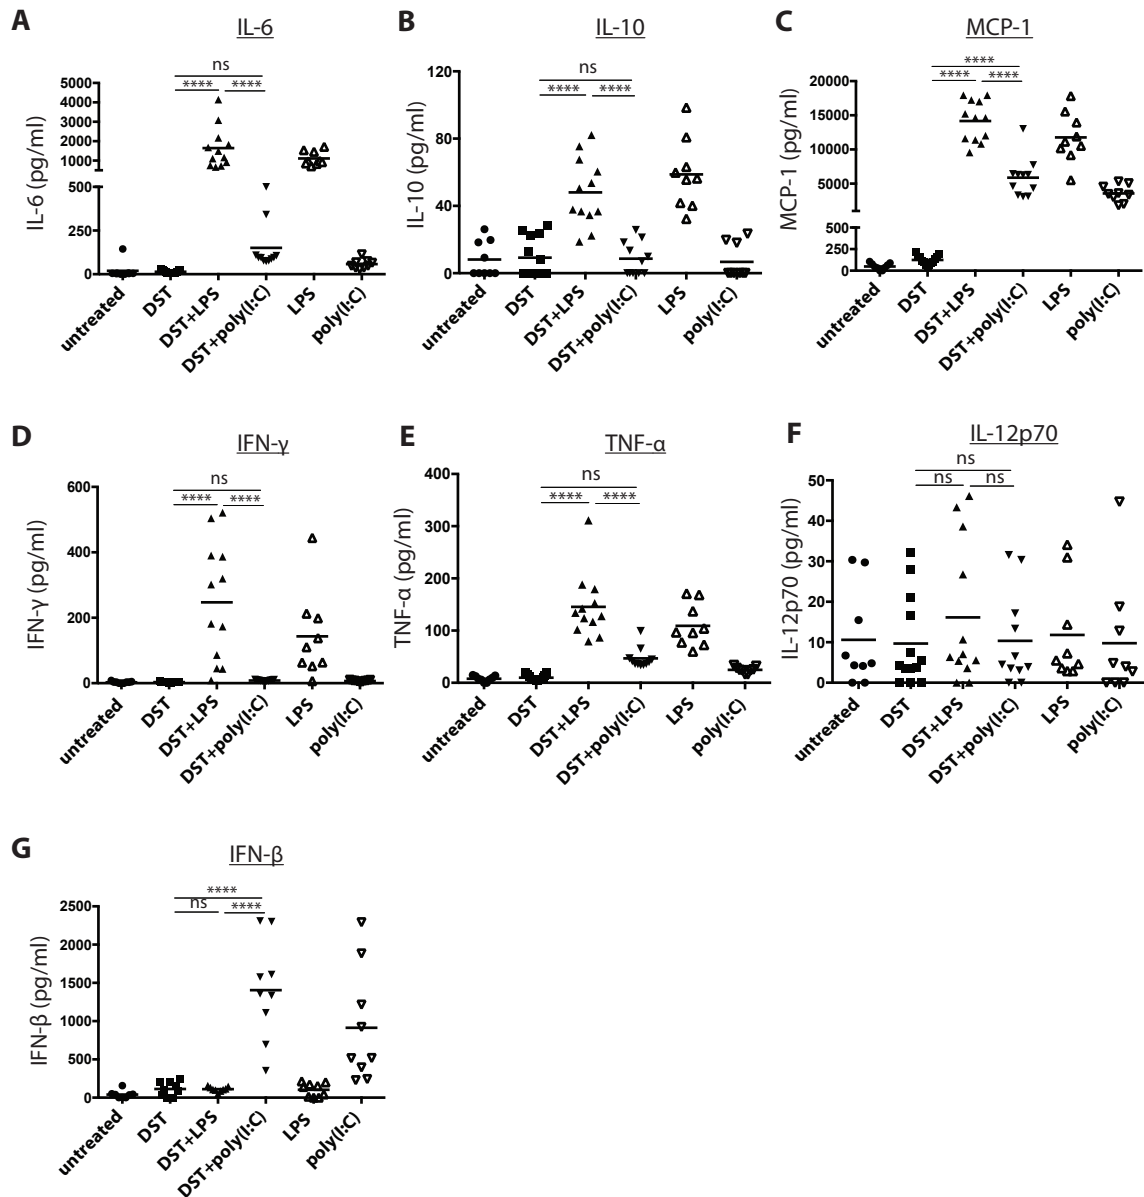 A
IL-6
IL-6 (pg/ml)
ns
**** ****
5000
4000
3000
2000
1000
500
250
0
untreated
DST
DST+LPS
DST+poly(I:C)
LPS
poly(I:C)
B
IL-10
IL-10 (pg/ml)
ns
**** ****
120
80
40
0
untreated
DST
DST+LPS
DST+poly(I:C)
LPS
poly(I:C)
C
MCP-1
MCP-1 (pg/ml)
****
**** ****
20000
15000
10000
5000
500
250
0
untreated
DST
DST+LPS
DST+poly(I:C)
LPS
poly(I:C)
D
IFN-γ
IFN-γ (pg/ml)
ns
**** ****
600
400
200
0
untreated
DST
DST+LPS
DST+poly(I:C)
LPS
poly(I:C)
E
TNF-α
TNF-α (pg/ml)
ns
**** ****
400
300
200
100
0
untreated
DST
DST+LPS
DST+poly(I:C)
LPS
poly(I:C)
F
IL-12p70
IL-12p70 (pg/ml)
ns
ns ns
50
40
30
20
10
0
untreated
DST
DST+LPS
DST+poly(I:C)
LPS
poly(I:C)
G
IFN-β
IFN-β (pg/ml)
****
ns ****
2500
2000
1500
1000
500
0
untreated
DST
DST+LPS
DST+poly(I:C)
LPS
poly(I:C)